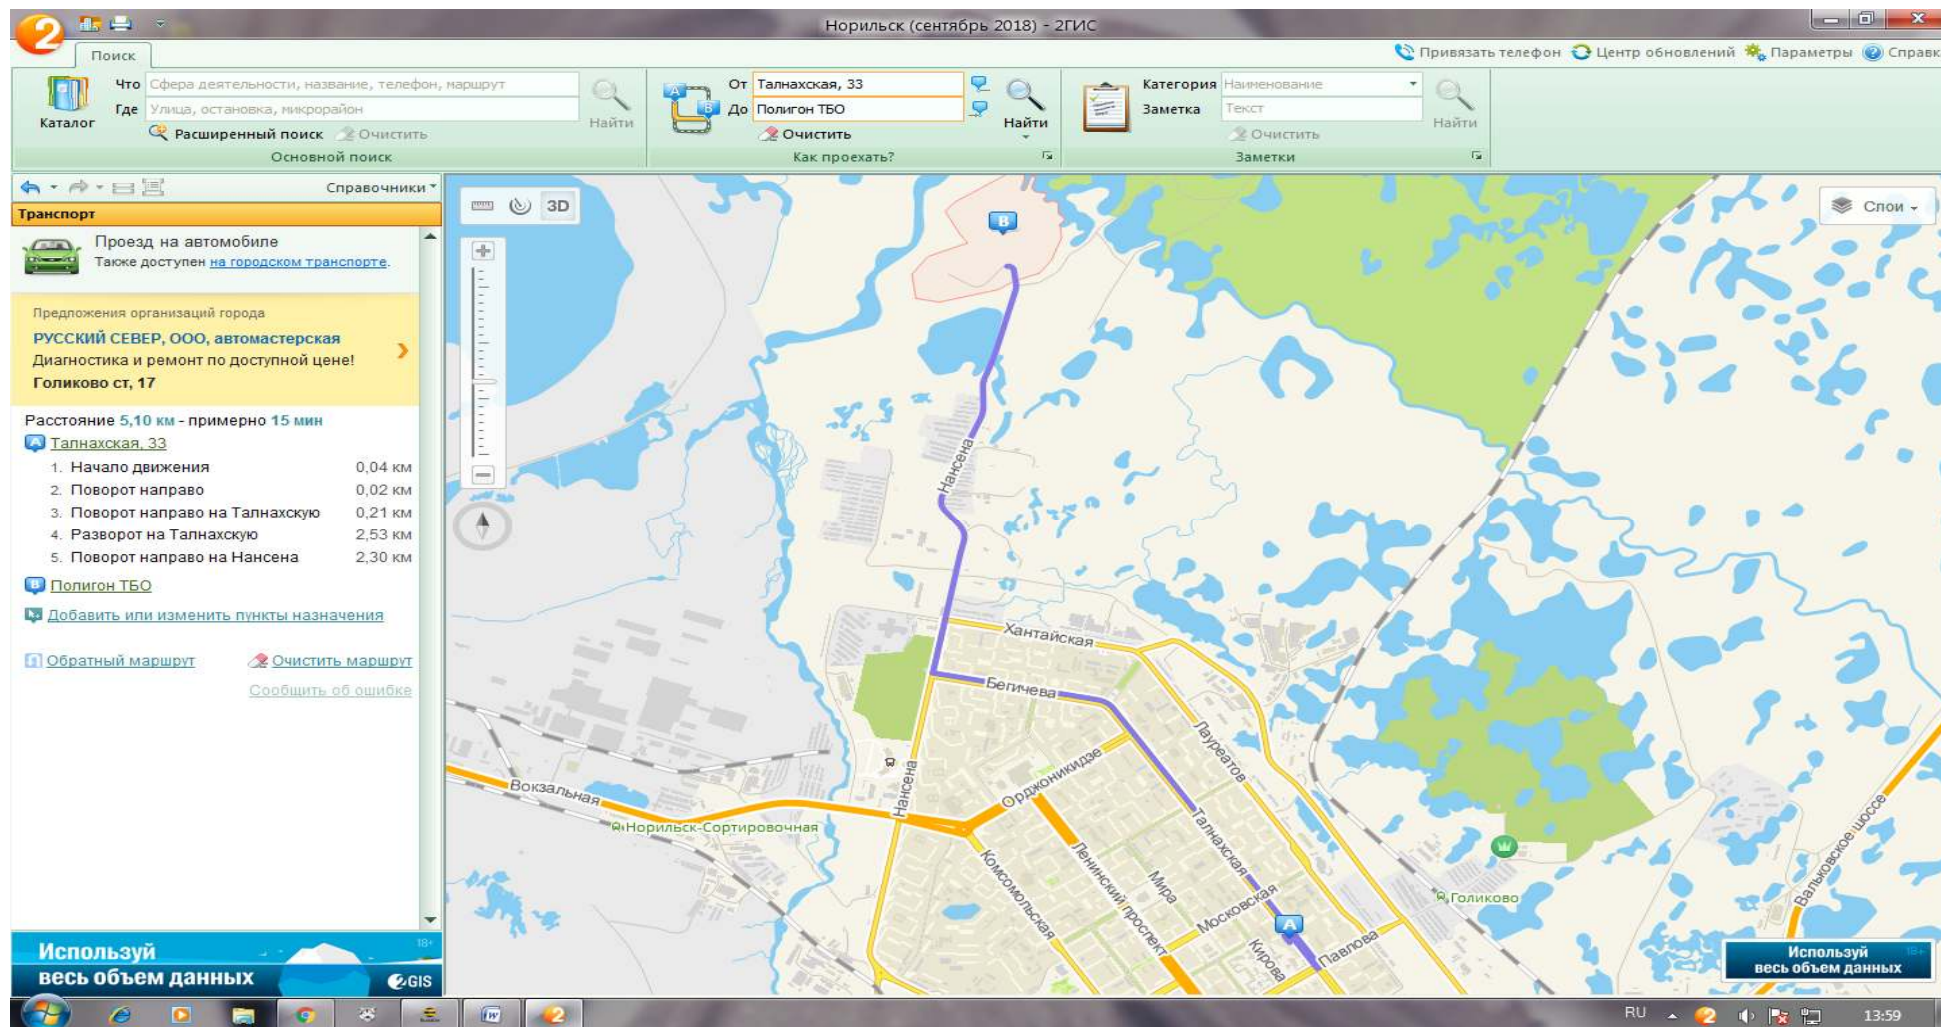 Норильск (сентябрь 2018) - 2ГИС
Поиск
Привязать телефон Центр обновлений Параметры Справк
Что Сфера деятельности, название, телефон, маршрут
Где Улица, остановка, микрорайон
Каталог
Расширенный поиск Очистить
Найти
Основной поиск
От Талнахская, 33
До Полигон ТБО
Очистить
Найти
Как проехать?
Категория Наименование
Заметка Текст
Очистить
Найти
Заметки
Справочники
Транспорт
Проезд на автомобиле
Также доступен на городском транспорте.
Предложения организаций города
РУССКИЙ СЕВЕР, ООО, автомастерская
Диагностика и ремонт по доступной цене!
Голиково ст, 17
Расстояние 5,10 км - примерно 15 мин
A Талнахская, 33
1. Начало движения 0,04 км
2. Поворот направо 0,02 км
3. Поворот направо на Талнахскую 0,21 км
4. Разворот на Талнахскую 2,53 км
5. Поворот направо на Нансена 2,30 км
B Полигон ТБО
Добавить или изменить пункты назначения
Обратный маршрут Очистить маршрут
Сообщить об ошибке
Используй 18+
весь объем данных 2GIS
3D
Слои
B
Нансена
Хантайская
Бегичева
Лауреатов
Орджоникидзе
Вокзальная
Нансена
Норильск-Сортировочная
Талнахская
Ленинский проспект
Комсомольская
Мира
Московская
Кирова
Павлова
A
Голиково
Вальковское шоссе
Используй 18+
весь объем данных
RU 13:59